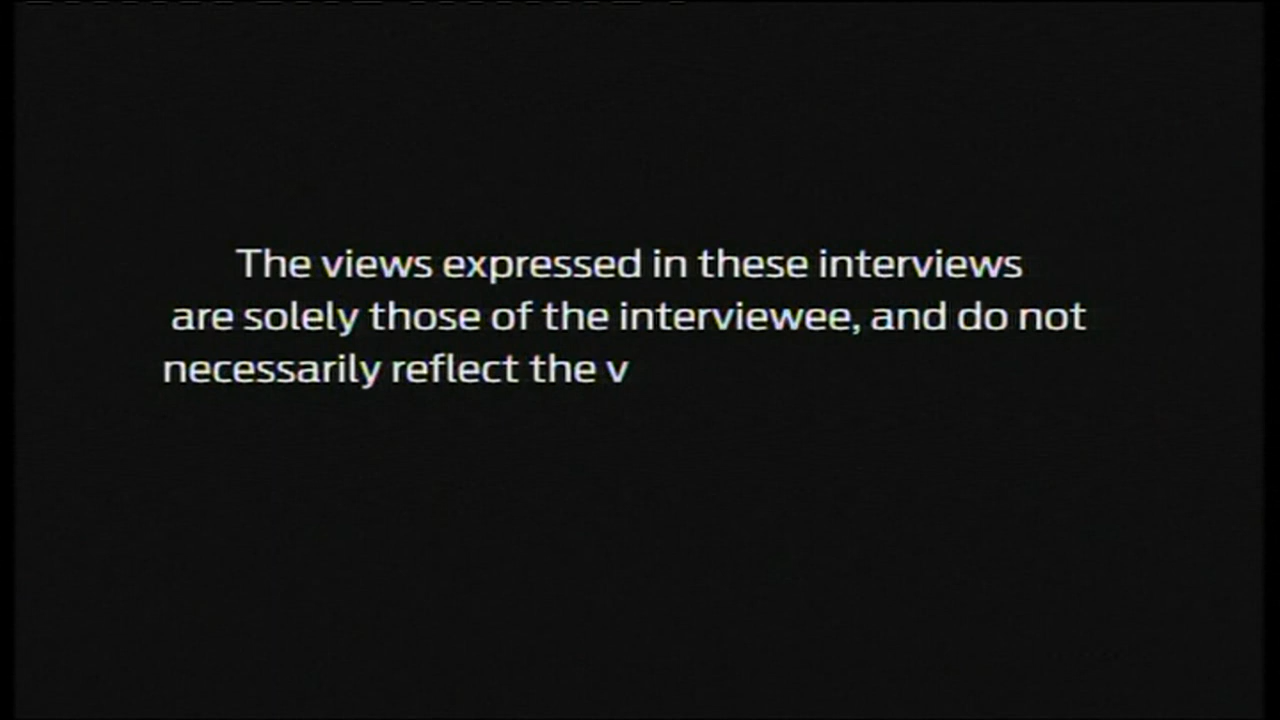 The views expressed in these interviews
are solely those of the interviewee, and do not
necessarily reflect the v